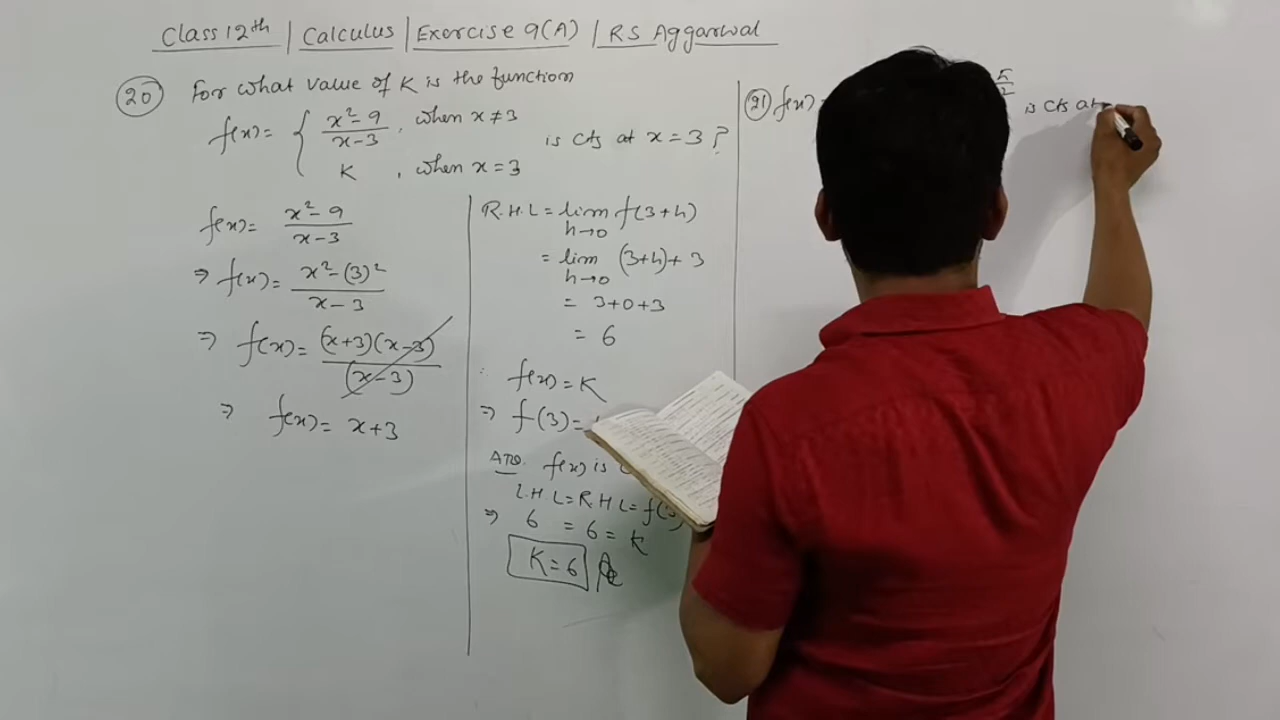 Class 12th | Calculus | Exercise 9(A) | RS Aggarwal
(20) For what value of K is the function
f(x) = { x² - 9 / x - 3 , when x ≠ 3
K , when x = 3
is cts at x = 3 ?
f(x) = x² - 9 / x - 3
⇒ f(x) = x² - (3)² / x - 3
⇒ f(x) = (x+3)(x-3) / (x-3)
⇒ f(x) = x + 3
R.H.L = lim h→0 f(3+h)
= lim h→0 (3+h) + 3
= 3+0+3
= 6
∵ f(x) = K
⇒ f(3) =
ATQ. f(x) is
L.H.L = R.H.L = f(3)
⇒ 6 = 6 = K
K = 6
(21) f(x)
is cts at